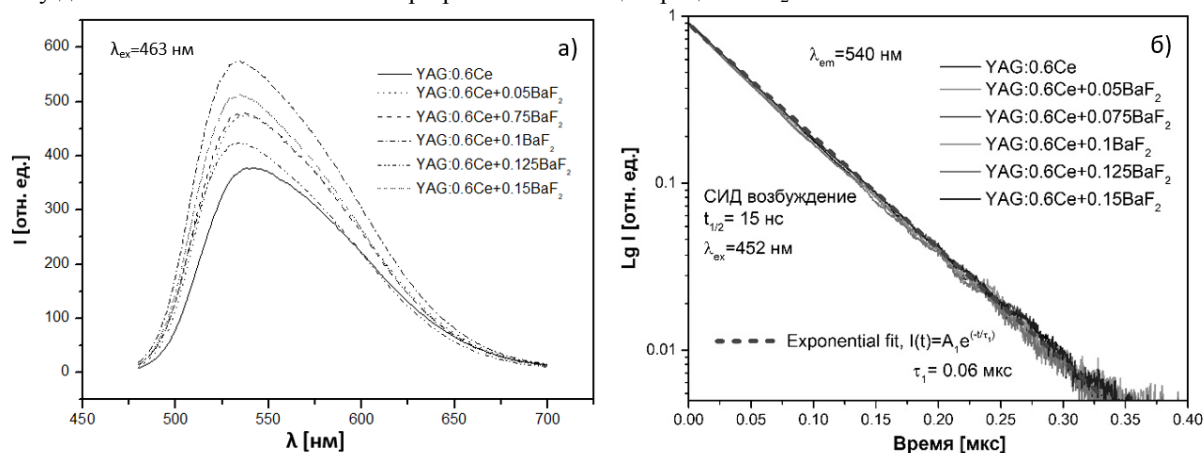 λex=463 нм
а)
YAG:0.6Ce
YAG:0.6Ce+0.05BaF₂
YAG:0.6Ce+0.75BaF₂
YAG:0.6Ce+0.1BaF₂
YAG:0.6Ce+0.125BaF₂
YAG:0.6Ce+0.15BaF₂
I [отн. ед.]
600
500
400
300
200
100
0
450
500
550
600
650
700
λ [нм]
б)
λem=540 нм
YAG:0.6Ce
YAG:0.6Ce+0.05BaF₂
YAG:0.6Ce+0.075BaF₂
YAG:0.6Ce+0.1BaF₂
YAG:0.6Ce+0.125BaF₂
YAG:0.6Ce+0.15BaF₂
СИД возбуждение
t1/2= 15 нс
λex=452 нм
Exponential fit, I(t)=A₁e(-t/τ₁)
τ₁= 0.06 мкс
Lg I [отн. ед.]
1
0.1
0.01
0.00
0.05
0.10
0.15
0.20
0.25
0.30
0.35
0.40
Время [мкс]